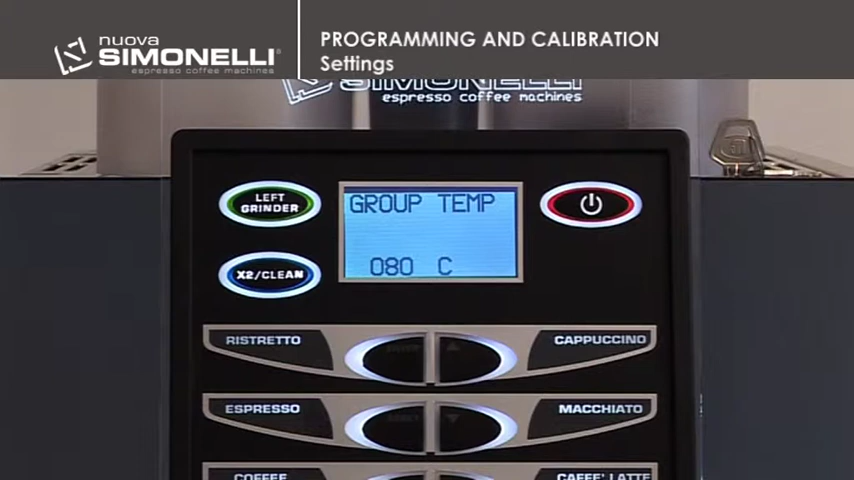 nuova
SIMONELLI
espresso coffee machines
PROGRAMMING AND CALIBRATION
Settings
SIMONELLI
espresso coffee machines
LEFT
GRINDER
GROUP TEMP
080 C
X2/CLEAN
RISTRETTO
CAPPUCCINO
ESPRESSO
MACCHIATO
COFFEE
CAFFE' LATTE